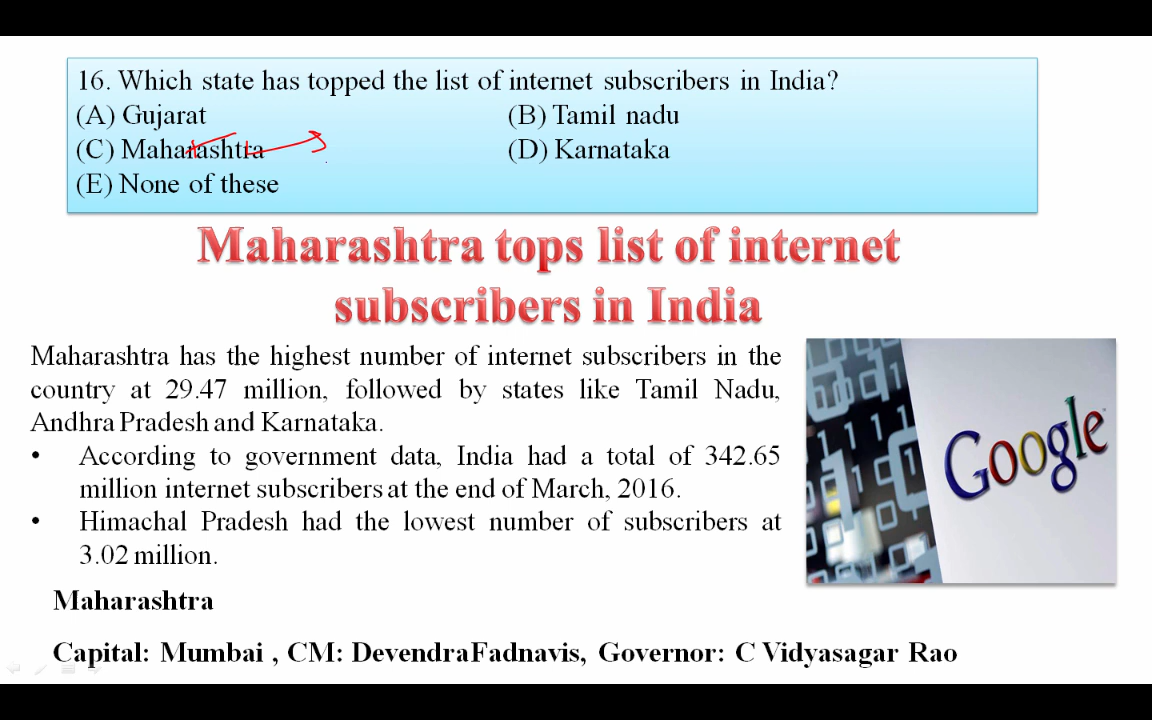 16. Which state has topped the list of internet subscribers in India?
(A) Gujarat (B) Tamil nadu
(C) Maharashtra (D) Karnataka
(E) None of these
Maharashtra tops list of internet
subscribers in India
Maharashtra has the highest number of internet subscribers in the
country at 29.47 million, followed by states like Tamil Nadu,
Andhra Pradesh and Karnataka.
• According to government data, India had a total of 342.65
million internet subscribers at the end of March, 2016.
• Himachal Pradesh had the lowest number of subscribers at
3.02 million.
Google
Maharashtra
Capital: Mumbai , CM: Devendra Fadnavis, Governor: C Vidyasagar Rao